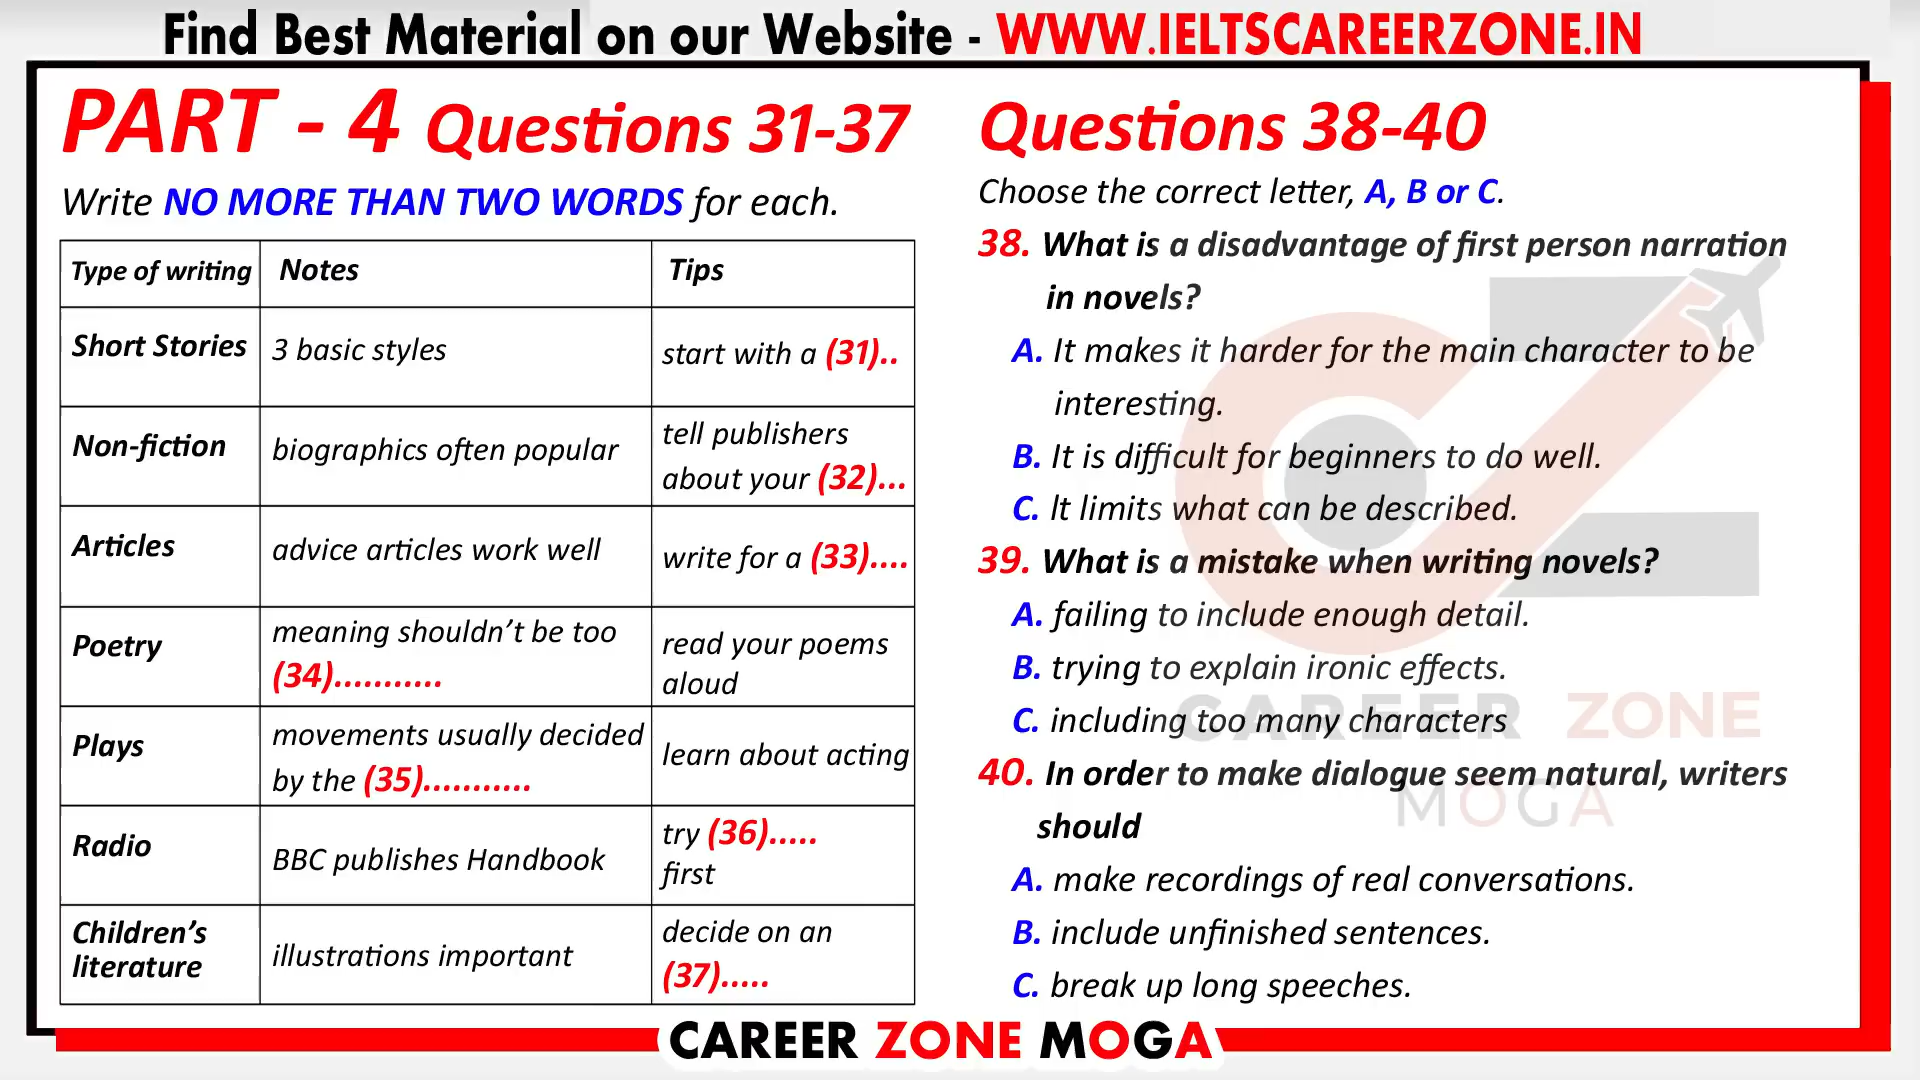 Find Best Material on our Website - WWW.IELTSCAREERZONE.IN
PART - 4 Questions 31-37
Write NO MORE THAN TWO WORDS for each.
Type of writing Notes Tips
Short Stories 3 basic styles start with a (31)..
Non-fiction biographics often popular tell publishers
about your (32)...
Articles advice articles work well write for a (33)....
Poetry meaning shouldn't be too
(34)...........
read your poems
aloud
Plays movements usually decided
by the (35)...........
learn about acting
Radio BBC publishes Handbook try (36).....
first
Children's
literature
illustrations important
decide on an
(37).....
Questions 38-40
Choose the correct letter, A, B or C.
38. What is a disadvantage of first person narration
in novels?
A. It makes it harder for the main character to be
interesting.
B. It is difficult for beginners to do well.
C. lt limits what can be described.
39. What is a mistake when writing novels?
A. failing to include enough detail.
B. trying to explain ironic effects.
C. including too many characters
40. In order to make dialogue seem natural, writers
should
A. make recordings of real conversations.
B. include unfinished sentences.
C. break up long speeches.
CAREER ZONE
MOGA
CAREER ZONE MOGA